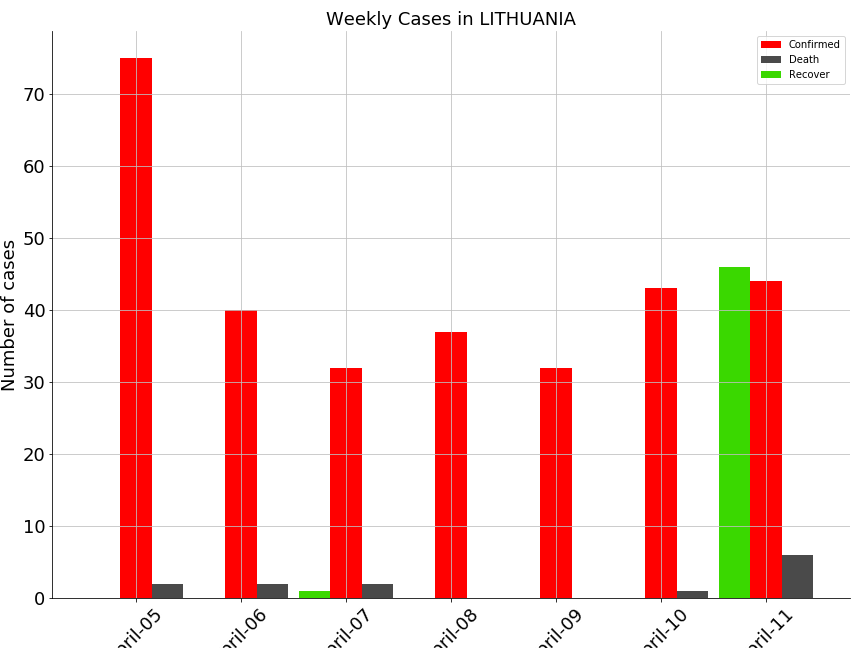 Weekly Cases in LITHUANIA
Confirmed
Death
Recover
Number of cases
70
60
50
40
30
20
10
0
pril-05
pril-06
pril-07
pril-08
pril-09
pril-10
pril-11